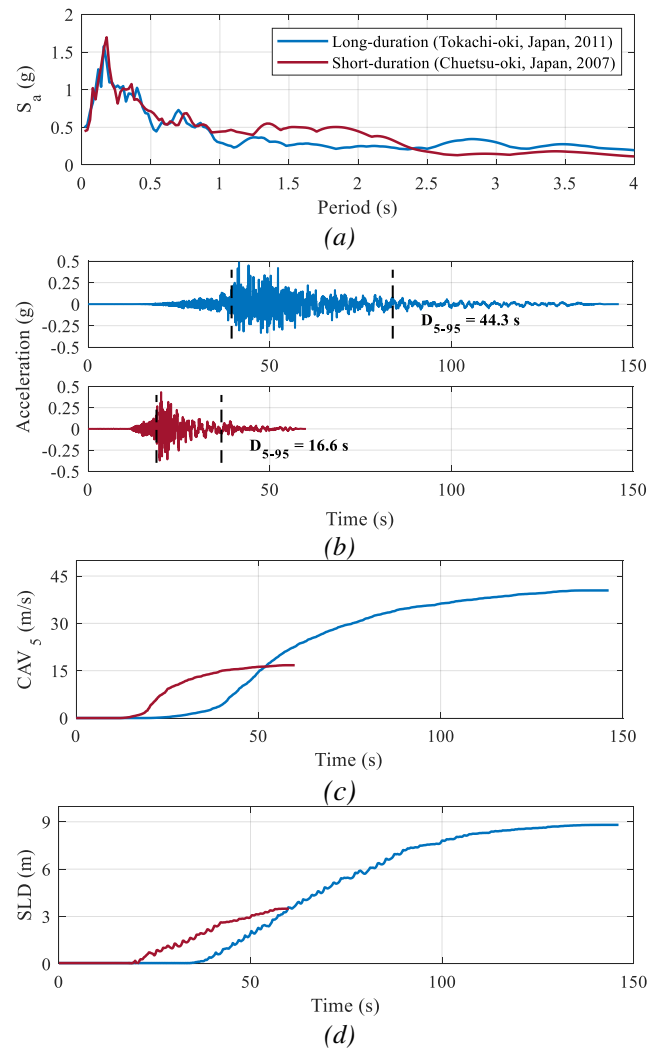 2
1.5
1
0.5
0
S_a (g)
Long-duration (Tokachi-oki, Japan, 2011)
Short-duration (Chuetsu-oki, Japan, 2007)
0 0.5 1 1.5 2 2.5 3 3.5 4
Period (s)
(a)
Acceleration (g)
0.5
0.25
0
-0.25
-0.5
D_5-95 = 44.3 s
0 50 100 150
0.5
0.25
0
-0.25
-0.5
D_5-95 = 16.6 s
0 50 100 150
Time (s)
(b)
45
30
15
0
CAV_5 (m/s)
0 50 100 150
Time (s)
(c)
9
6
3
0
SLD (m)
0 50 100 150
Time (s)
(d)